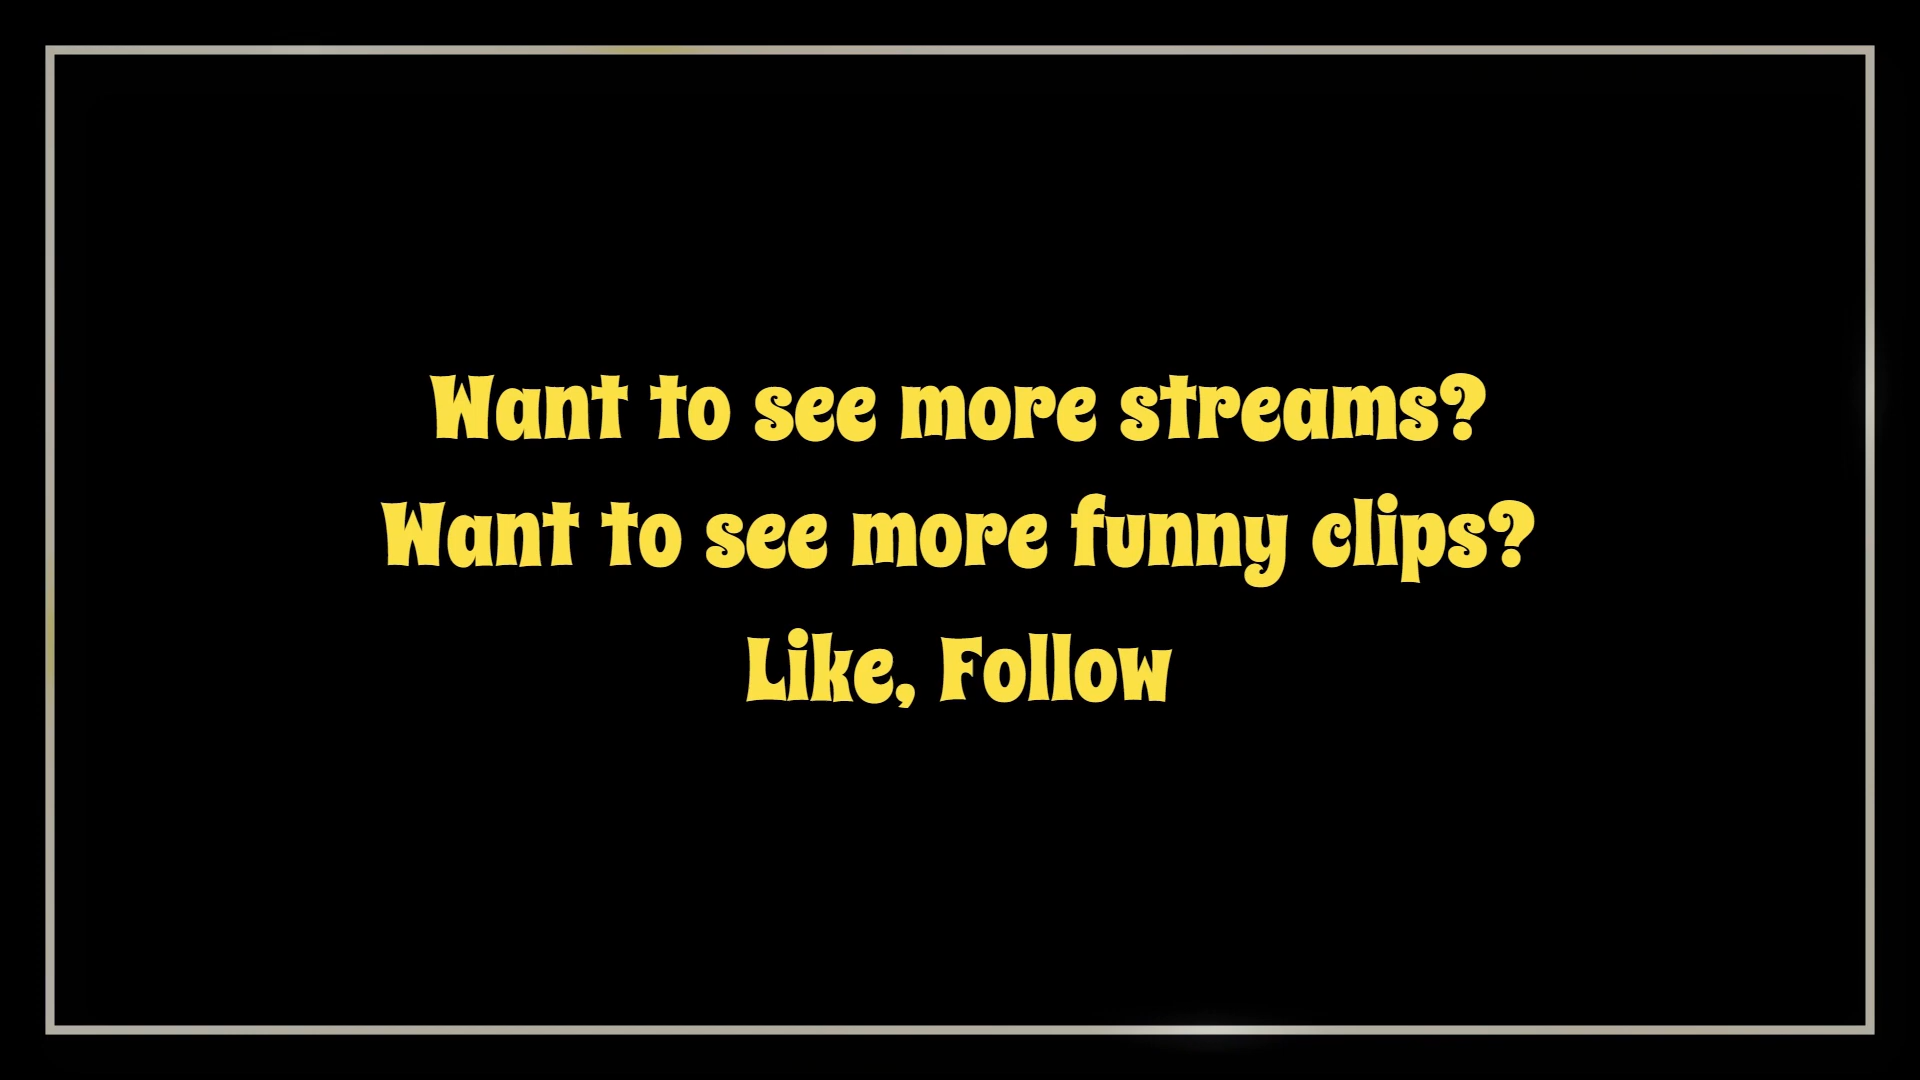 Want to see more streams?
Want to see more funny clips?
Like, Follow